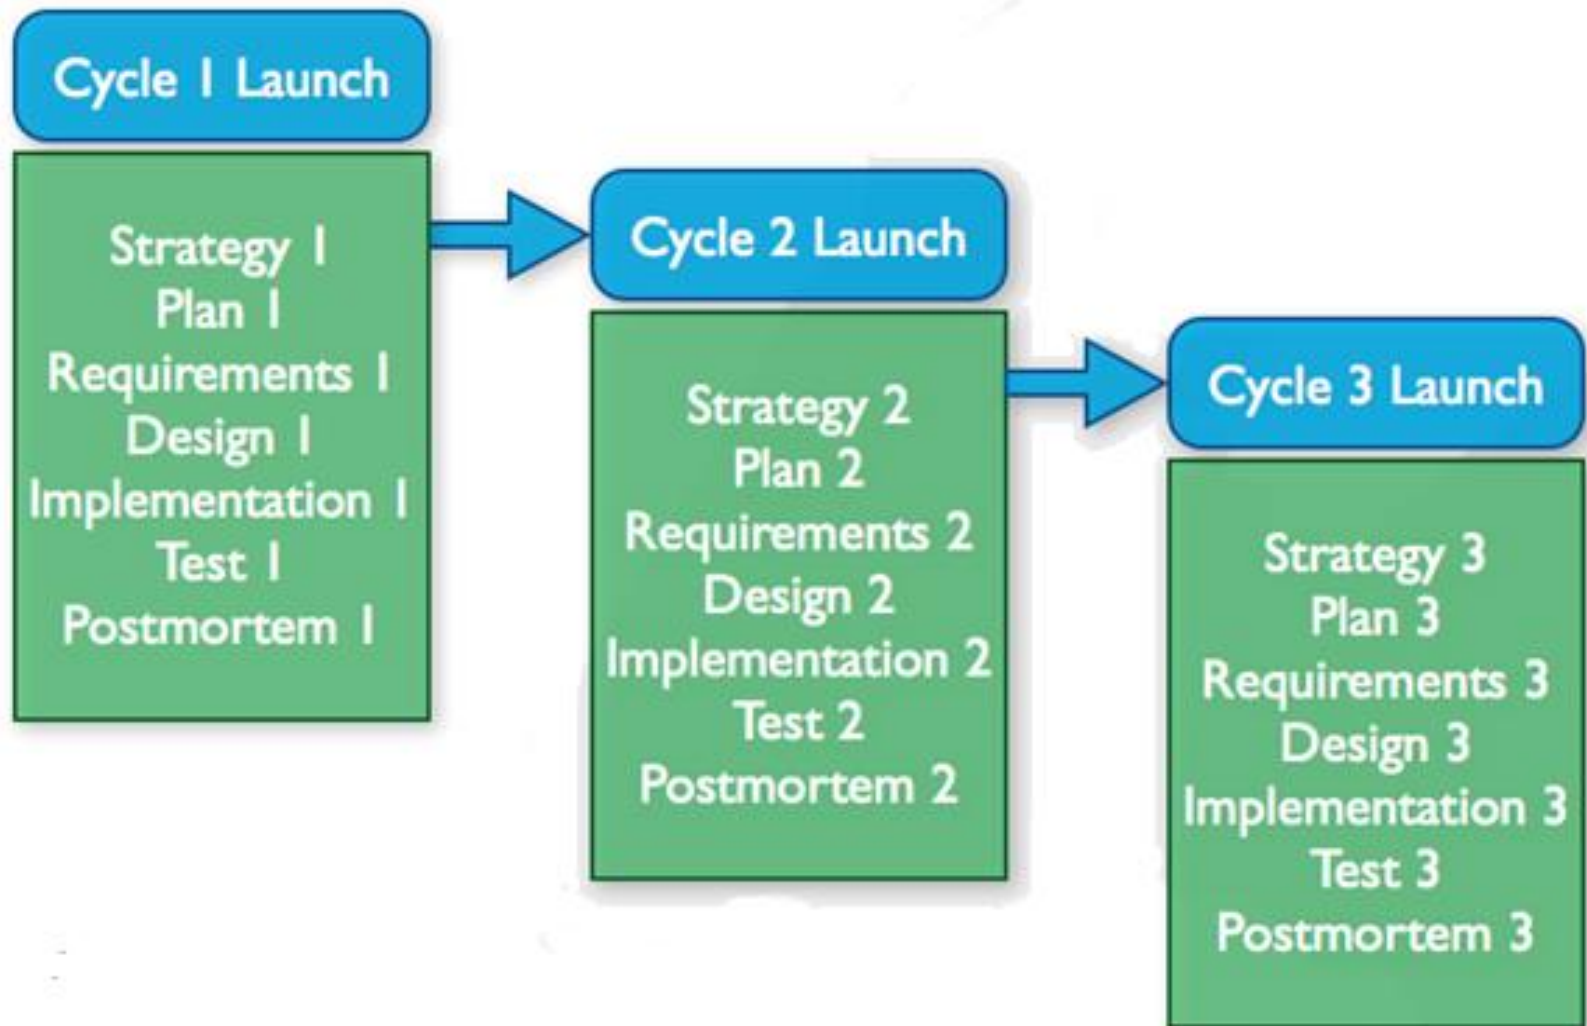 Cycle 1 Launch
Strategy 1
Plan 1
Requirements 1
Design 1
Implementation 1
Test 1
Postmortem 1
Cycle 2 Launch
Strategy 2
Plan 2
Requirements 2
Design 2
Implementation 2
Test 2
Postmortem 2
Cycle 3 Launch
Strategy 3
Plan 3
Requirements 3
Design 3
Implementation 3
Test 3
Postmortem 3